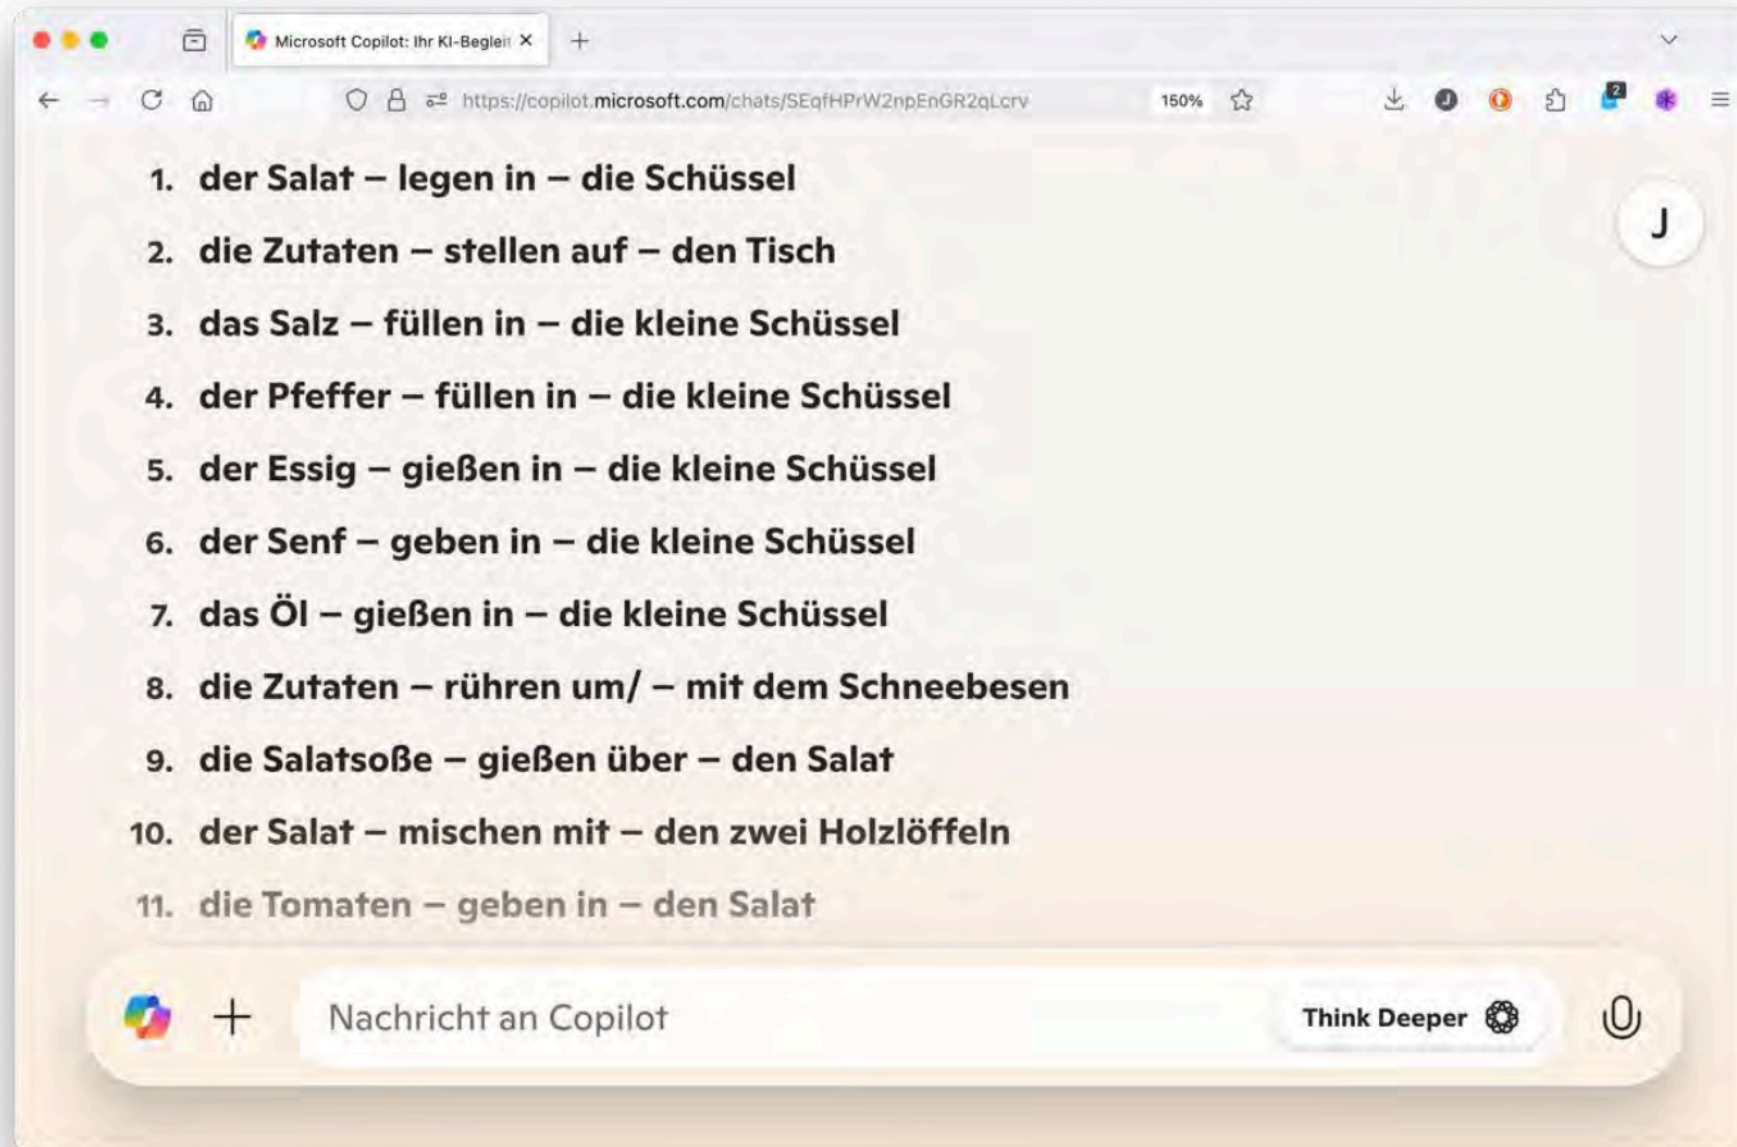 Microsoft Copilot: Ihr KI-Begleit
https://copilot.microsoft.com/chats/SEqfHPrW2npEnGR2qLcrv 150% J 2
1. der Salat – legen in – die Schüssel
J
2. die Zutaten – stellen auf – den Tisch
3. das Salz – füllen in – die kleine Schüssel
4. der Pfeffer – füllen in – die kleine Schüssel
5. der Essig – gießen in – die kleine Schüssel
6. der Senf – geben in – die kleine Schüssel
7. das Öl – gießen in – die kleine Schüssel
8. die Zutaten – rühren um/ – mit dem Schneebesen
9. die Salatsoße – gießen über – den Salat
10. der Salat – mischen mit – den zwei Holzlöffeln
11. die Tomaten – geben in – den Salat
Nachricht an Copilot Think Deeper